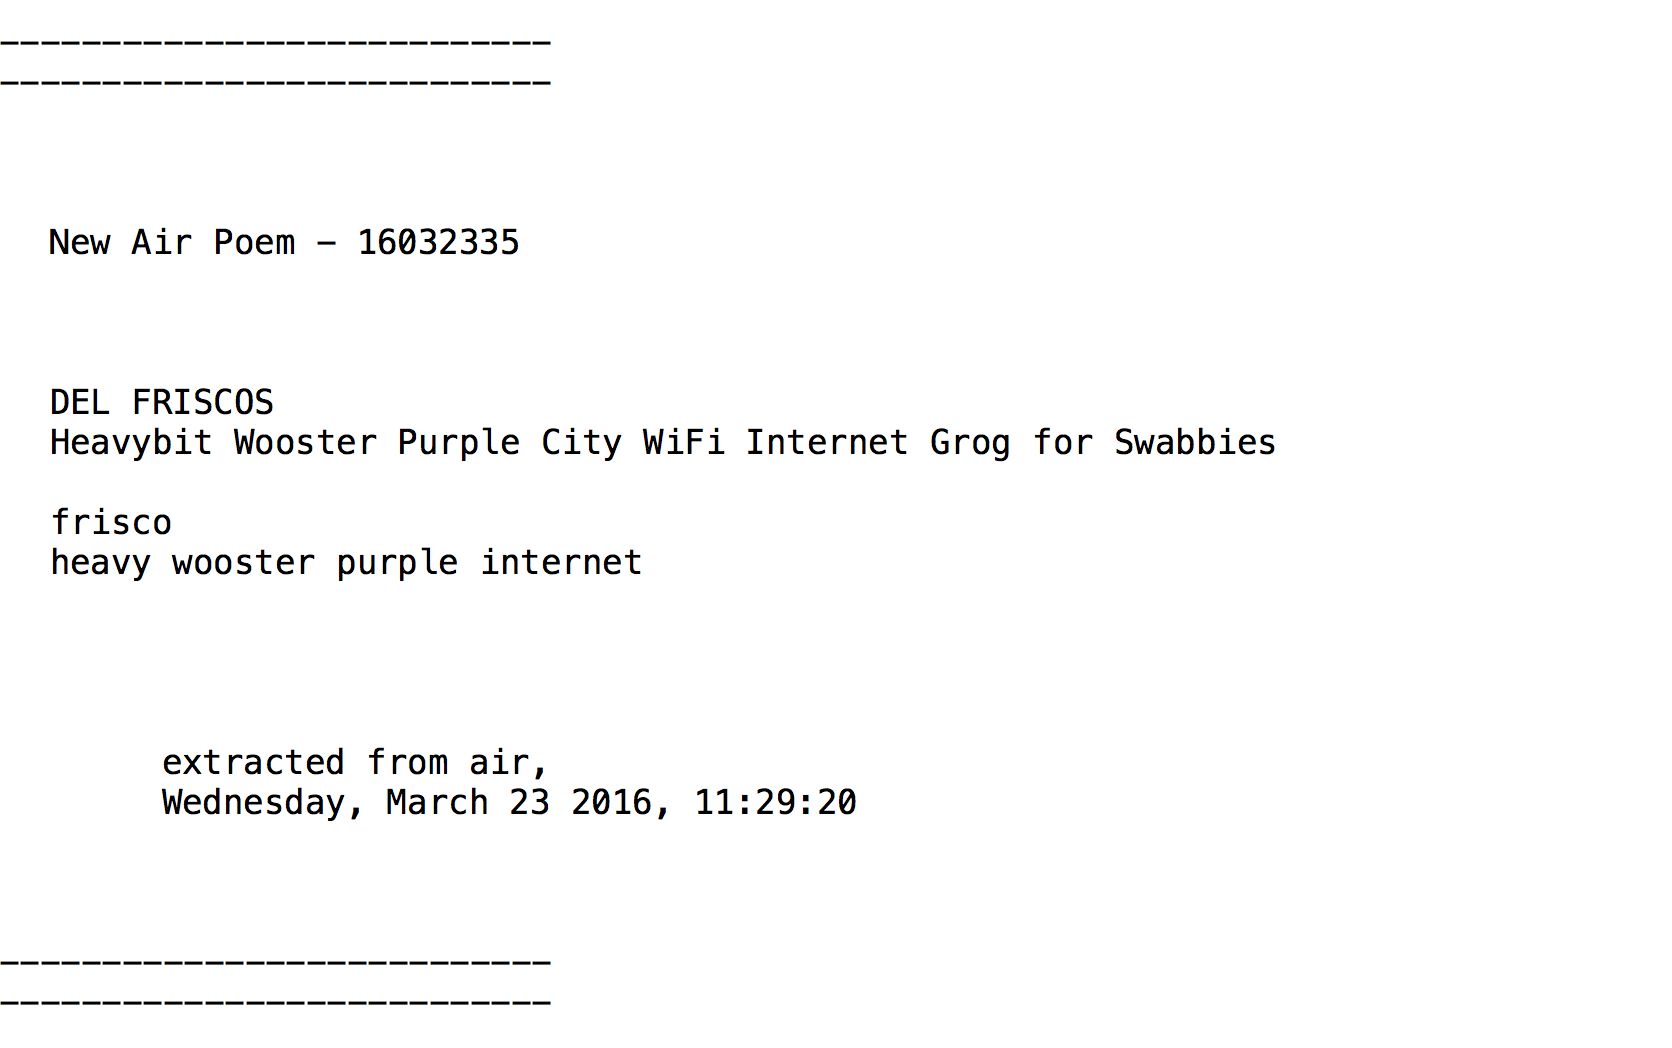 ---------------------------
---------------------------
New Air Poem - 16032335
DEL FRISCOS
Heavybit Wooster Purple City WiFi Internet Grog for Swabbies
frisco
heavy wooster purple internet
extracted from air,
Wednesday, March 23 2016, 11:29:20
---------------------------
---------------------------